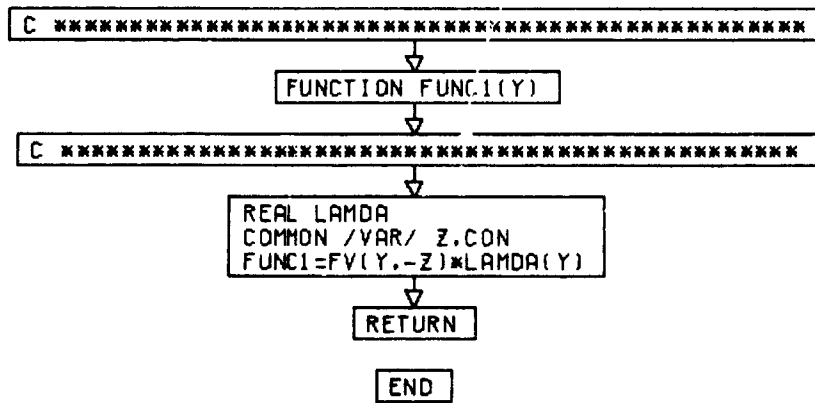 C **************************************************
FUNCTION FUNC1(Y)
C *************************************************
REAL LAMDA
COMMON /VAR/ Z,CON
FUNC1=FV(Y,-Z)*LAMDA(Y)
RETURN
END